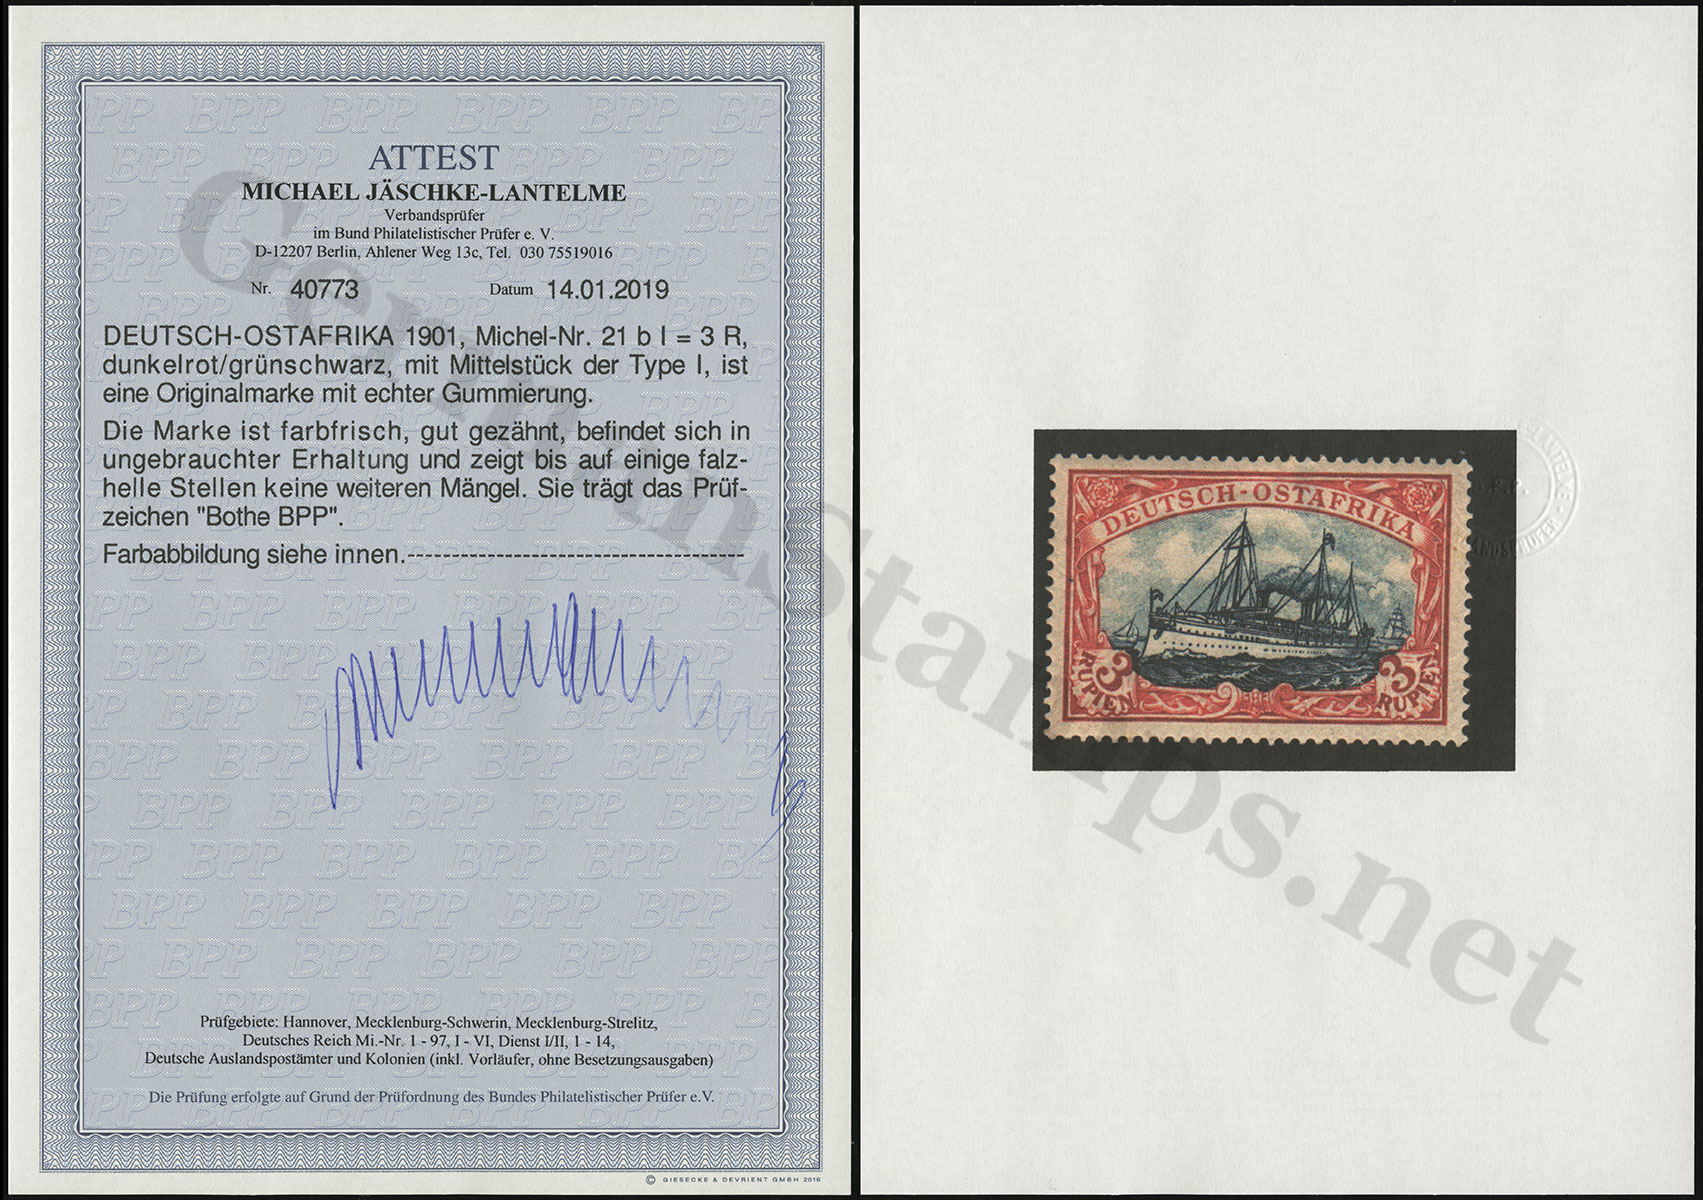 ATTEST
MICHAEL JÄSCHKE-LANTELME
Verbandsprüfer
im Bund Philatelistischer Prüfer e. V.
D-12207 Berlin, Ahlener Weg 13c, Tel. 030 75519016
Nr. 40773 Datum 14.01.2019
DEUTSCH-OSTAFRIKA 1901, Michel-Nr. 21 b I = 3 R,
dunkelrot/grünschwarz, mit Mittelstück der Type I, ist
eine Originalmarke mit echter Gummierung.
Die Marke ist farbfrisch, gut gezähnt, befindet sich in
ungebrauchter Erhaltung und zeigt bis auf einige falz-
helle Stellen keine weiteren Mängel. Sie trägt das Prüf-
zeichen "Bothe BPP".
Farbabbildung siehe innen.-----------------------------------
Prüfgebiete: Hannover, Mecklenburg-Schwerin, Mecklenburg-Strelitz,
Deutsches Reich Mi.-Nr. 1 - 97, I - VI, Dienst I/II, 1 - 14,
Deutsche Auslandspostämter und Kolonien (inkl. Vorläufer, ohne Besetzungsausgaben)
Die Prüfung erfolgte auf Grund der Prüfordnung des Bundes Philatelistischer Prüfer e.V.
© GIESECKE & DEVRIENT GMBH 2016
DEUTSCH-OSTAFRIKA
3 RUPIEN
3 RUPIEN
GermanStamps.net